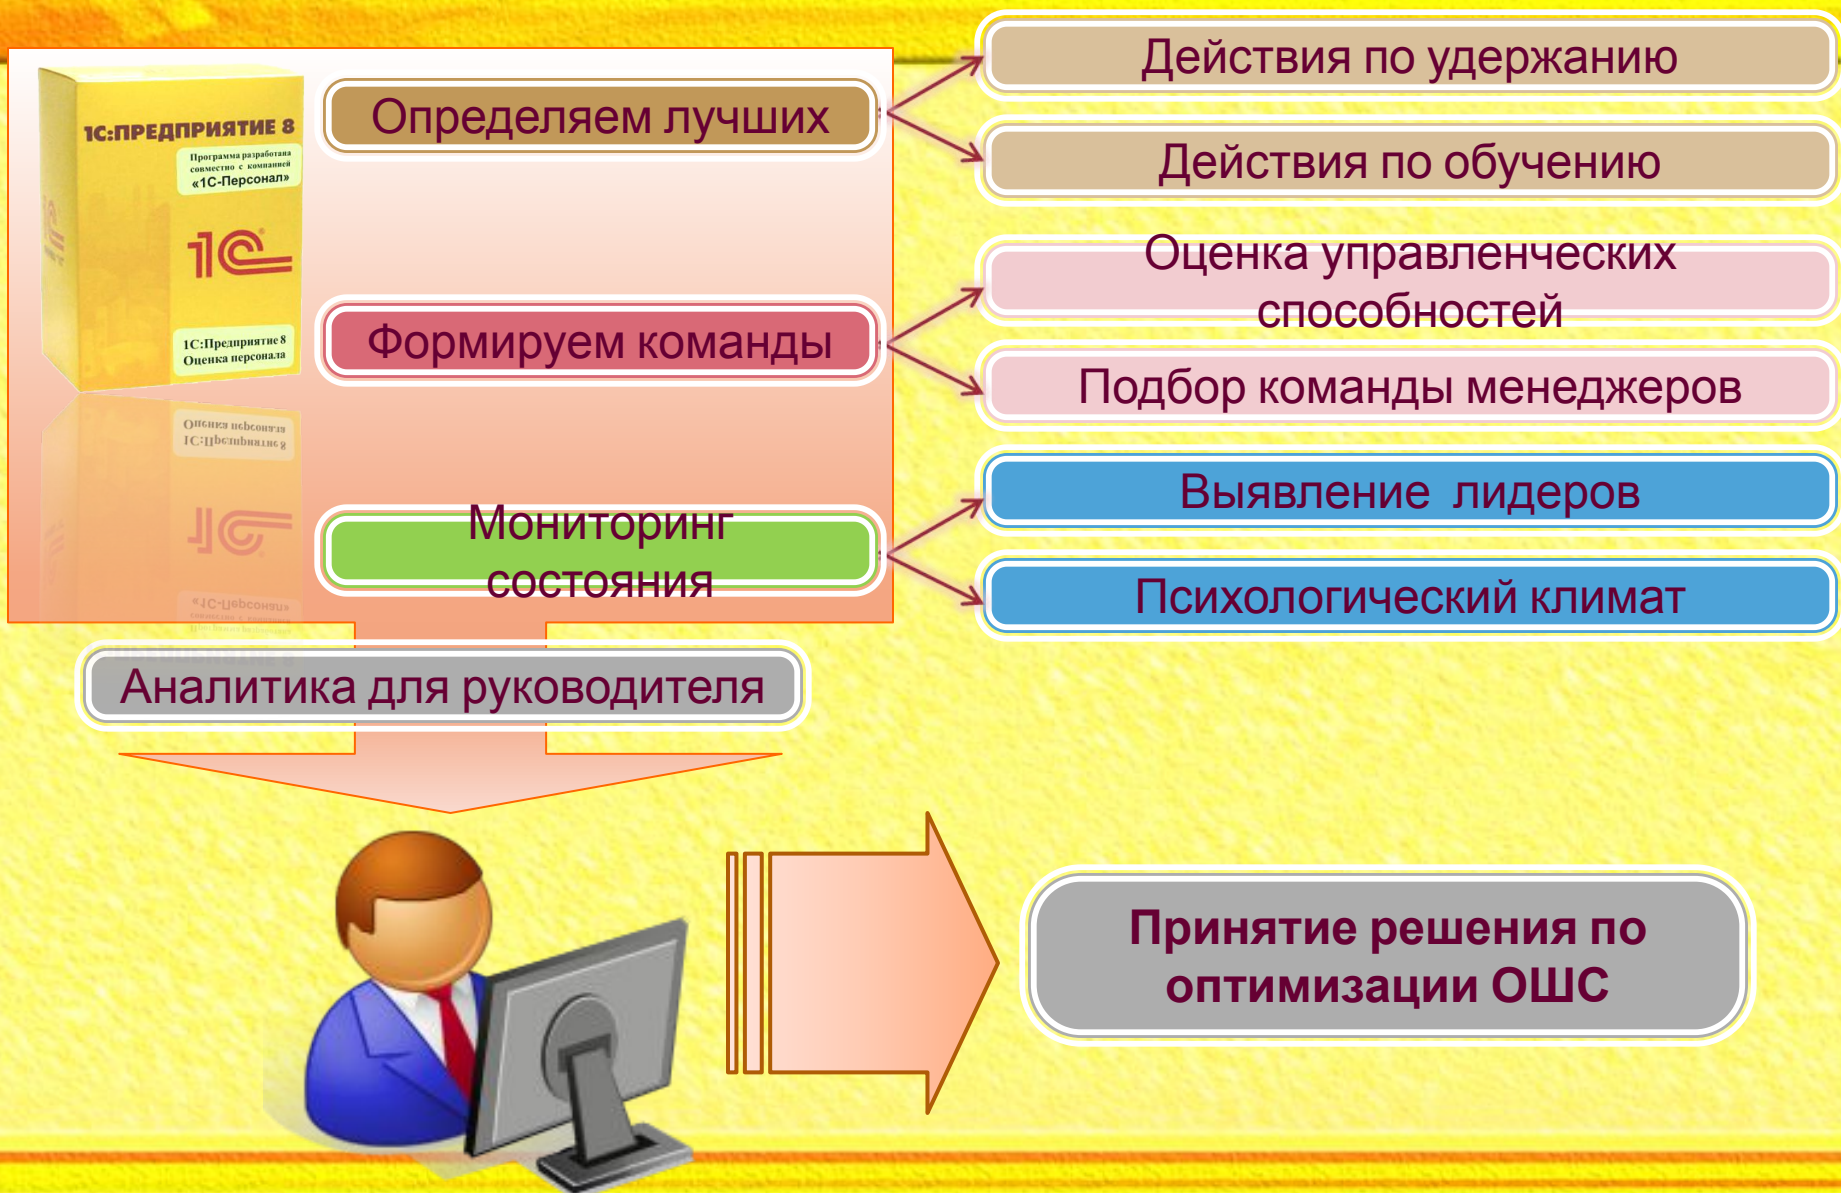 1С:ПРЕДПРИЯТИЕ 8
Программа разработана
совместно с компанией
«1С-Персонал»
1С
1С:Предприятие 8
Оценка персонала
Определяем лучших
Действия по удержанию
Действия по обучению
Формируем команды
Оценка управленческих
способностей
Подбор команды менеджеров
Мониторинг
состояния
Выявление лидеров
Психологический климат
Аналитика для руководителя
Принятие решения по
оптимизации ОШС